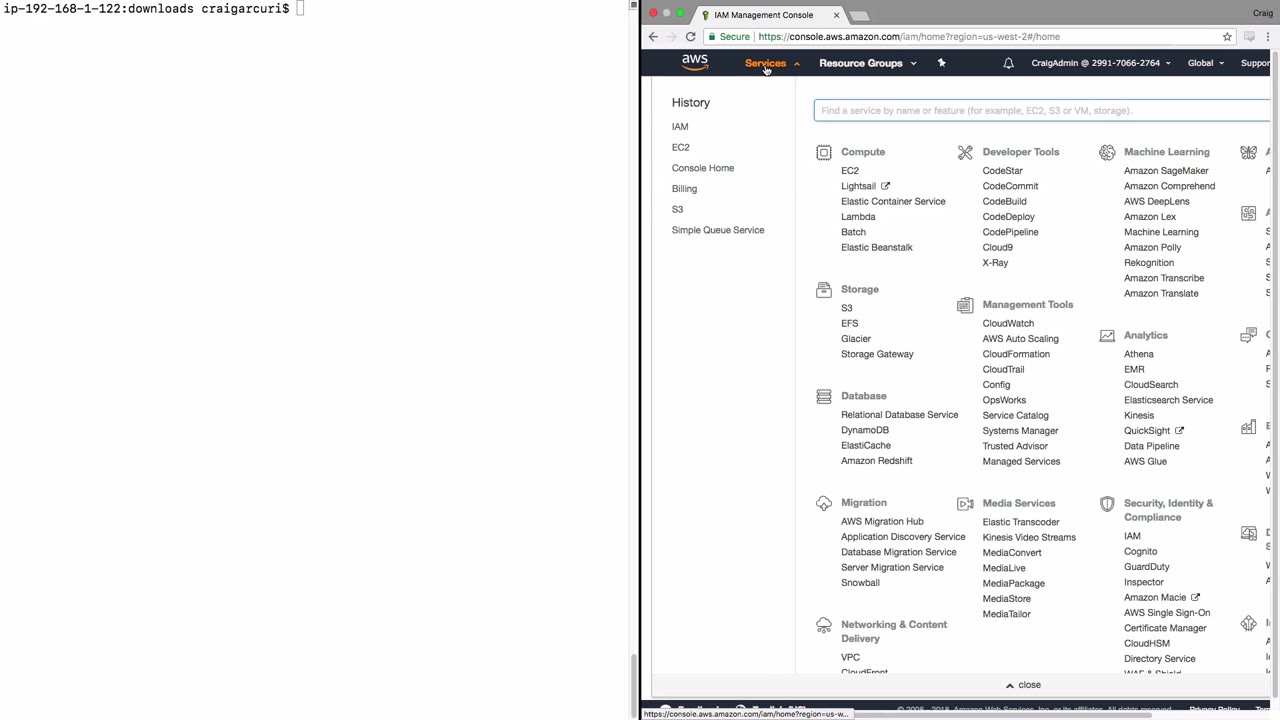 ip-192-168-1-122:downloads craigarcuri$
IAM Management Console
Craig
Secure
https://console.aws.amazon.com/iam/home?region=us-west-2#/home
aws
Services
Resource Groups
CraigAdmin @ 2991-7066-2764
Global
Suppor
History
IAM
EC2
Console Home
Billing
S3
Simple Queue Service
Find a service by name or feature (for example, EC2, S3 or VM, storage).
Compute
EC2
Lightsail
Elastic Container Service
Lambda
Batch
Elastic Beanstalk
Storage
S3
EFS
Glacier
Storage Gateway
Database
Relational Database Service
DynamoDB
ElastiCache
Amazon Redshift
Migration
AWS Migration Hub
Application Discovery Service
Database Migration Service
Server Migration Service
Snowball
Networking & Content
Delivery
VPC
CloudFront
Developer Tools
CodeStar
CodeCommit
CodeBuild
CodeDeploy
CodePipeline
Cloud9
X-Ray
Management Tools
CloudWatch
AWS Auto Scaling
CloudFormation
CloudTrail
Config
OpsWorks
Service Catalog
Systems Manager
Trusted Advisor
Managed Services
Media Services
Elastic Transcoder
Kinesis Video Streams
MediaConvert
MediaLive
MediaPackage
MediaStore
MediaTailor
Machine Learning
Amazon SageMaker
Amazon Comprehend
AWS DeepLens
Amazon Lex
Machine Learning
Amazon Polly
Rekognition
Amazon Transcribe
Amazon Translate
Analytics
Athena
EMR
CloudSearch
Elasticsearch Service
Kinesis
QuickSight
Data Pipeline
AWS Glue
Security, Identity &
Compliance
IAM
Cognito
GuardDuty
Inspector
Amazon Macie
AWS Single Sign-On
Certificate Manager
CloudHSM
Directory Service
WAF & Shield
close
https://console.aws.amazon.com/iam/home?region=us-w...